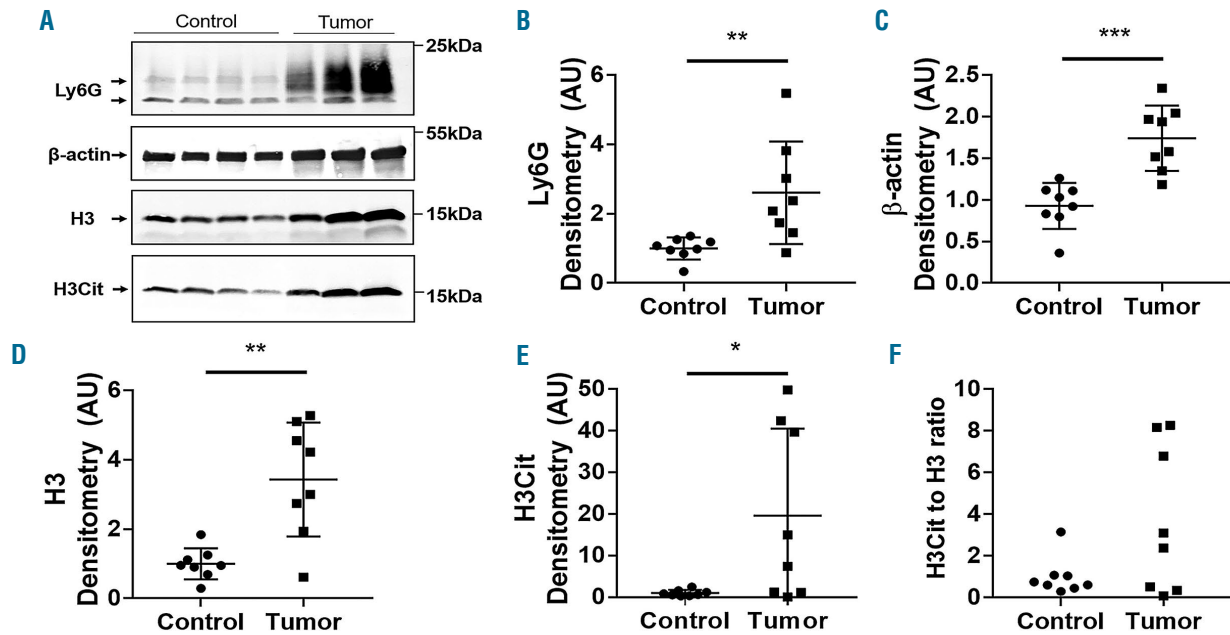 A
Control
Tumor
25kDa
Ly6G
55kDa
β-actin
15kDa
H3
H3Cit
15kDa
B
**
Ly6G
Densitometry (AU)
6
4
2
0
Control
Tumor
C
***
β-actin
Densitometry (AU)
2.5
2.0
1.5
1.0
0.5
0.0
Control
Tumor
D
**
H3
Densitometry (AU)
6
4
2
0
Control
Tumor
E
*
H3Cit
Densitometry (AU)
50
40
30
20
10
0
Control
Tumor
F
H3Cit to H3 ratio
10
8
6
4
2
0
Control
Tumor